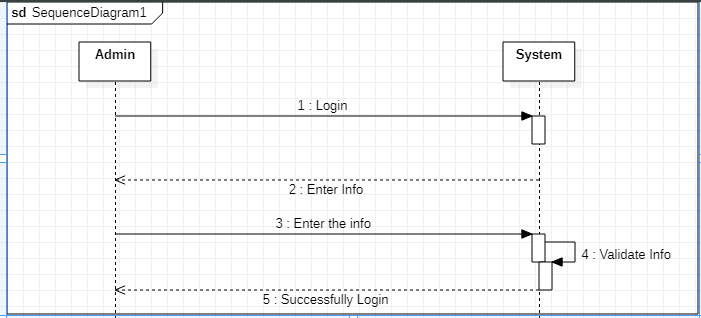 sd SequenceDiagram1
Admin
System
1 : Login
2 : Enter Info
3 : Enter the info
4 : Validate Info
5 : Successfully Login